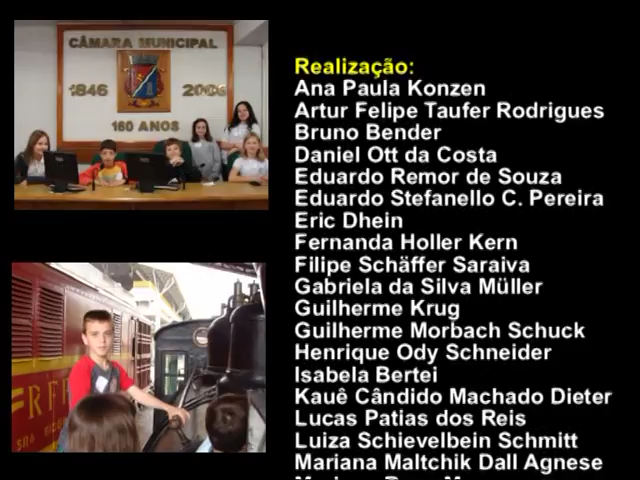 CÂMARA MUNICIPAL
1846
2006
160 ANOS
RFF
Realização:
Ana Paula Konzen
Artur Felipe Taufer Rodrigues
Bruno Bender
Daniel Ott da Costa
Eduardo Remor de Souza
Eduardo Stefanello C. Pereira
Eric Dhein
Fernanda Holler Kern
Filipe Schäffer Saraiva
Gabriela da Silva Müller
Guilherme Krug
Guilherme Morbach Schuck
Henrique Ody Schneider
Isabela Bertei
Kauê Cândido Machado Dieter
Lucas Patias dos Reis
Luiza Schievelbein Schmitt
Mariana Maltchik Dall Agnese